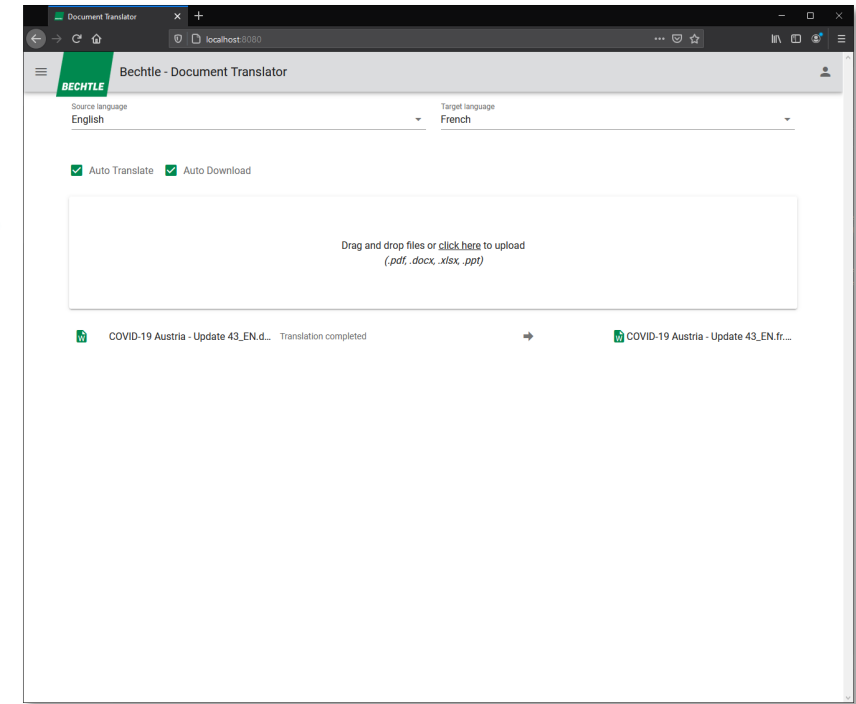 Document Translator
localhost:8080
BECHTLE
Bechtle - Document Translator
Source language
English
Target language
French
Auto Translate
Auto Download
Drag and drop files or click here to upload
(.pdf, .docx, .xlsx, .ppt)
COVID-19 Austria - Update 43_EN.d... Translation completed
COVID-19 Austria - Update 43_EN.fr....